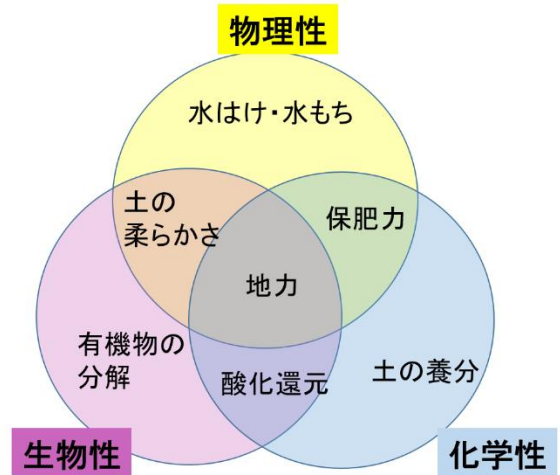 物理性
水はけ・水もち
土の
柔らかさ
保肥力
地力
有機物の
分解
酸化還元
土の養分
生物性
化学性